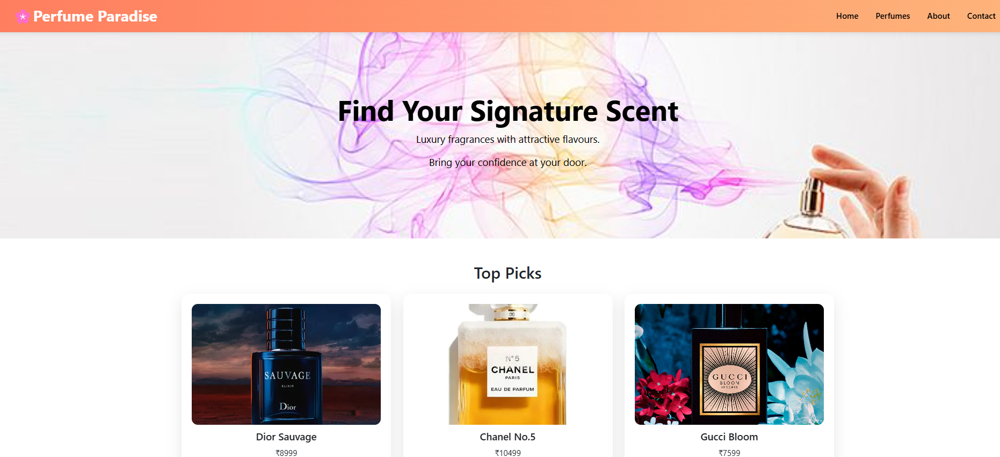 Perfume Paradise
Home Perfumes About Contact
Find Your Signature Scent
Luxury fragrances with attractive flavours.
Bring your confidence at your door.
Top Picks
SAUVAGE
ELIXIR
Dior
N°5
CHANEL
PARIS
EAU DE PARFUM
GUCCI
BLOOM
INTENSE
Dior Sauvage
Chanel No.5
Gucci Bloom
₹8999
₹10499
₹7599